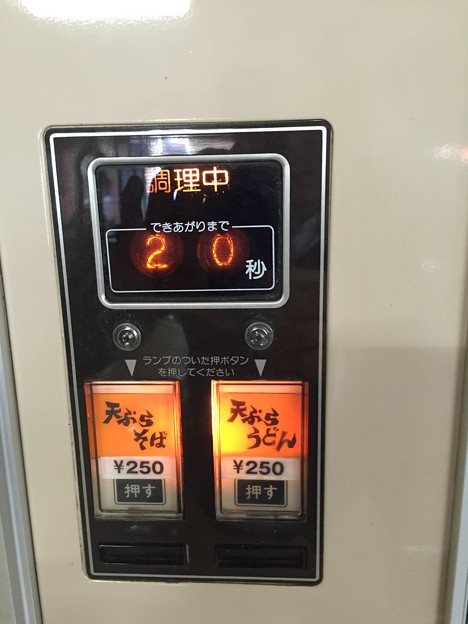 調理中
できあがりまで
20
秒
ランプのついた押ボタン
を押してください
天ぷら
そば
¥250
押す
天ぷら
うどん
¥250
押す